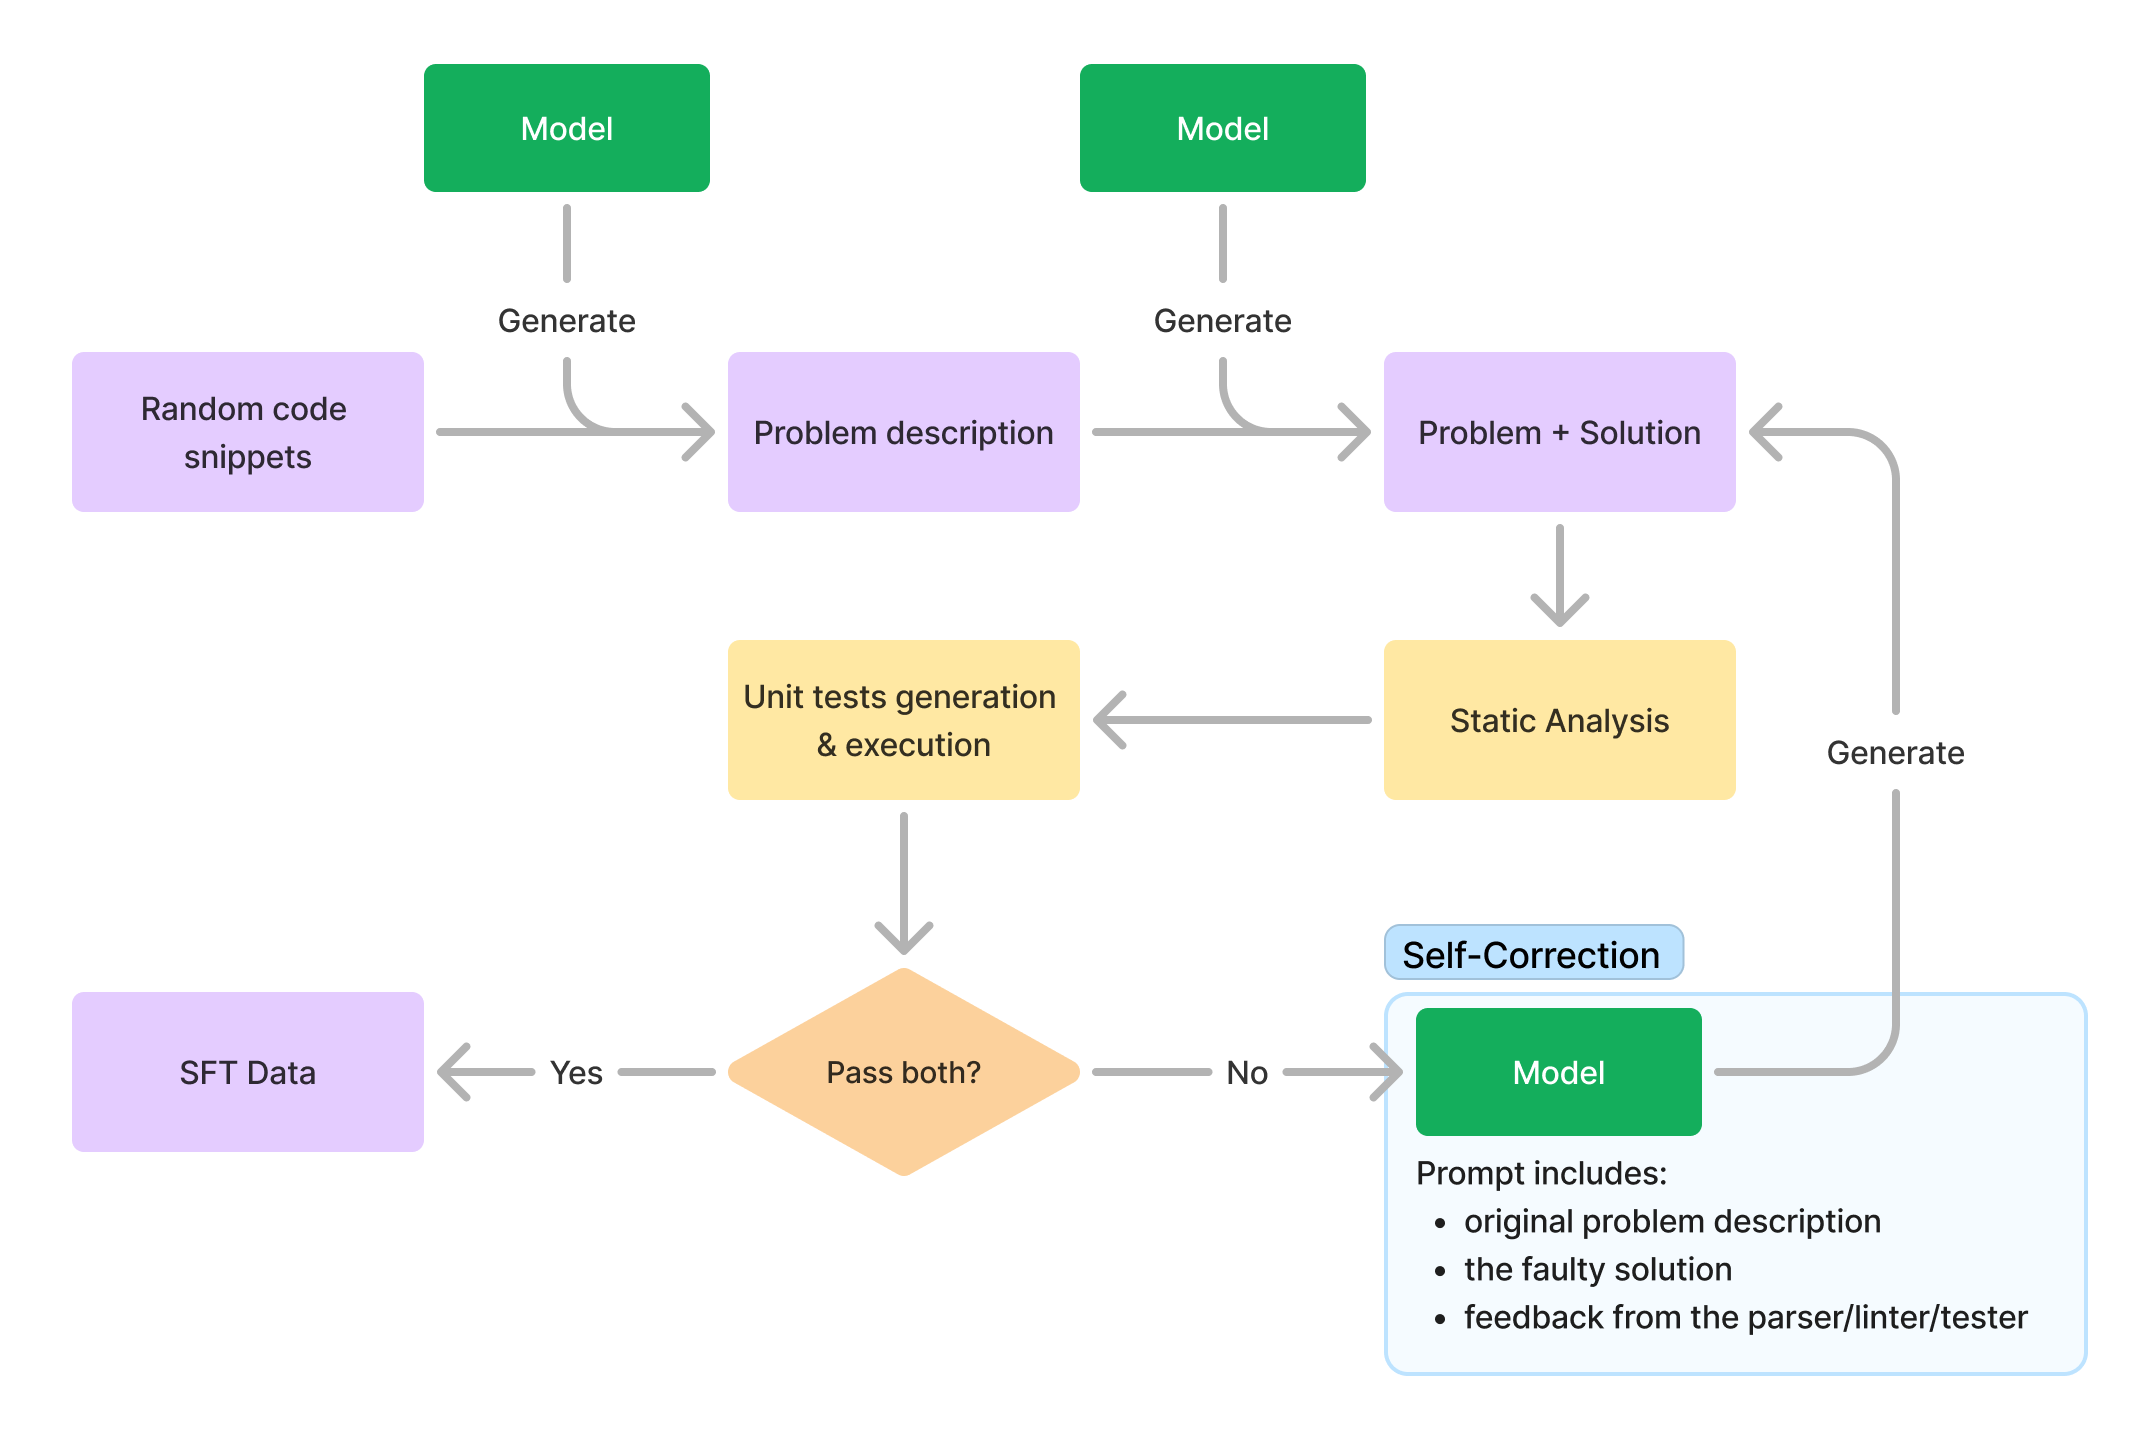 Model
Model
Generate
Generate
Random code
snippets
Problem description
Problem + Solution
Unit tests generation
& execution
Static Analysis
Generate
Self-Correction
SFT Data
Yes
Pass both?
No
Model
Prompt includes:
• original problem description
• the faulty solution
• feedback from the parser/linter/tester